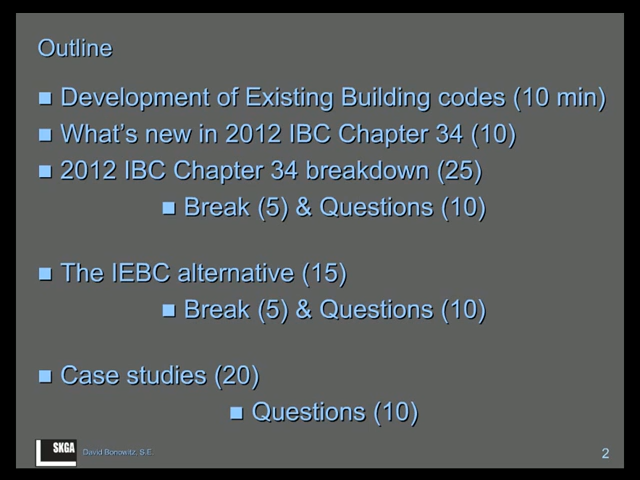 Outline
Development of Existing Building codes (10 min)
What's new in 2012 IBC Chapter 34 (10)
2012 IBC Chapter 34 breakdown (25)
Break (5) & Questions (10)
The IEBC alternative (15)
Break (5) & Questions (10)
Case studies (20)
Questions (10)
SKGA David Bonowitz, S.E. 2